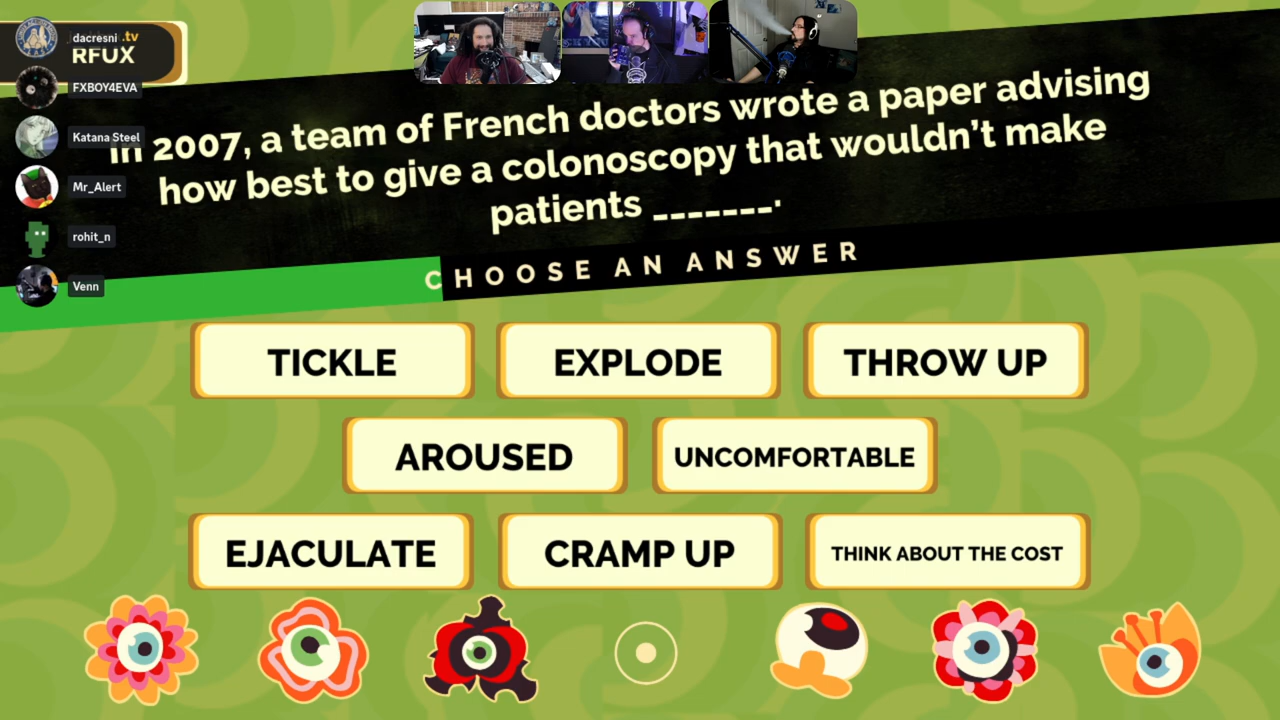 dacresni .tv
RFUX
FXBOY4EVA
Katana Steel
Mr_Alert
rohit_n
Venn
In 2007, a team of French doctors wrote a paper advising
how best to give a colonoscopy that wouldn't make
patients _______.
CHOOSE AN ANSWER
TICKLE
EXPLODE
THROW UP
AROUSED
UNCOMFORTABLE
EJACULATE
CRAMP UP
THINK ABOUT THE COST